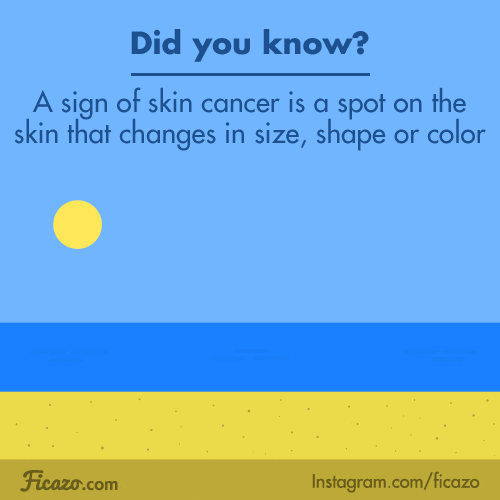 Did you know?
A sign of skin cancer is a spot on the
skin that changes in size, shape or color
Ficazo.com
Instagram.com/ficazo